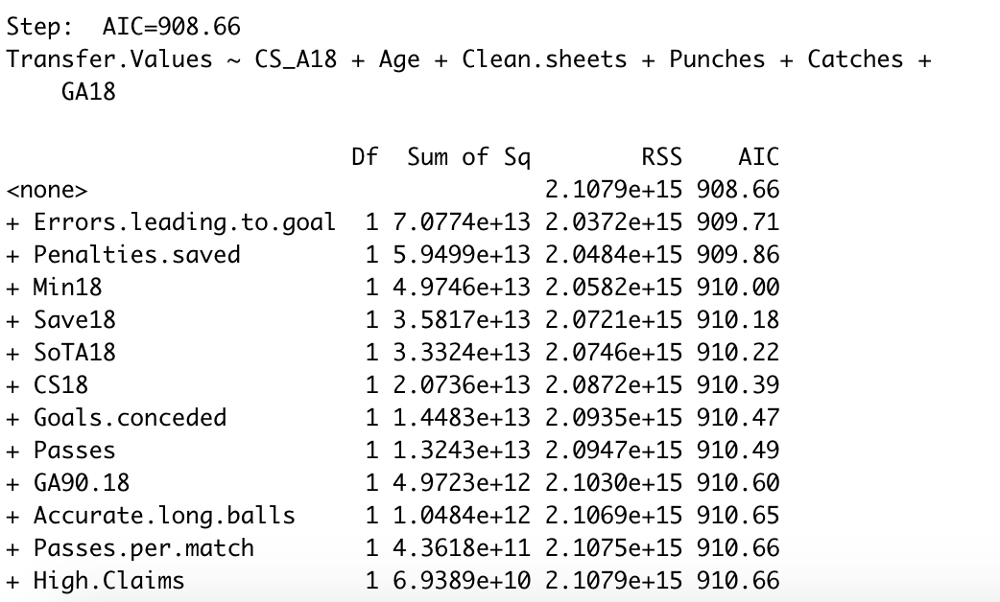 Step:  AIC=908.66
Transfer.Values ~ CS_A18 + Age + Clean.sheets + Punches + Catches +
    GA18

                         Df  Sum of Sq        RSS    AIC
<none>                                 2.1079e+15 908.66
+ Errors.leading.to.goal  1 7.0774e+13 2.0372e+15 909.71
+ Penalties.saved         1 5.9499e+13 2.0484e+15 909.86
+ Min18                   1 4.9746e+13 2.0582e+15 910.00
+ Save18                  1 3.5817e+13 2.0721e+15 910.18
+ SoTA18                  1 3.3324e+13 2.0746e+15 910.22
+ CS18                    1 2.0736e+13 2.0872e+15 910.39
+ Goals.conceded          1 1.4483e+13 2.0935e+15 910.47
+ Passes                  1 1.3243e+13 2.0947e+15 910.49
+ GA90.18                 1 4.9723e+12 2.1030e+15 910.60
+ Accurate.long.balls     1 1.0484e+12 2.1069e+15 910.65
+ Passes.per.match        1 4.3618e+11 2.1075e+15 910.66
+ High.Claims             1 6.9389e+10 2.1079e+15 910.66